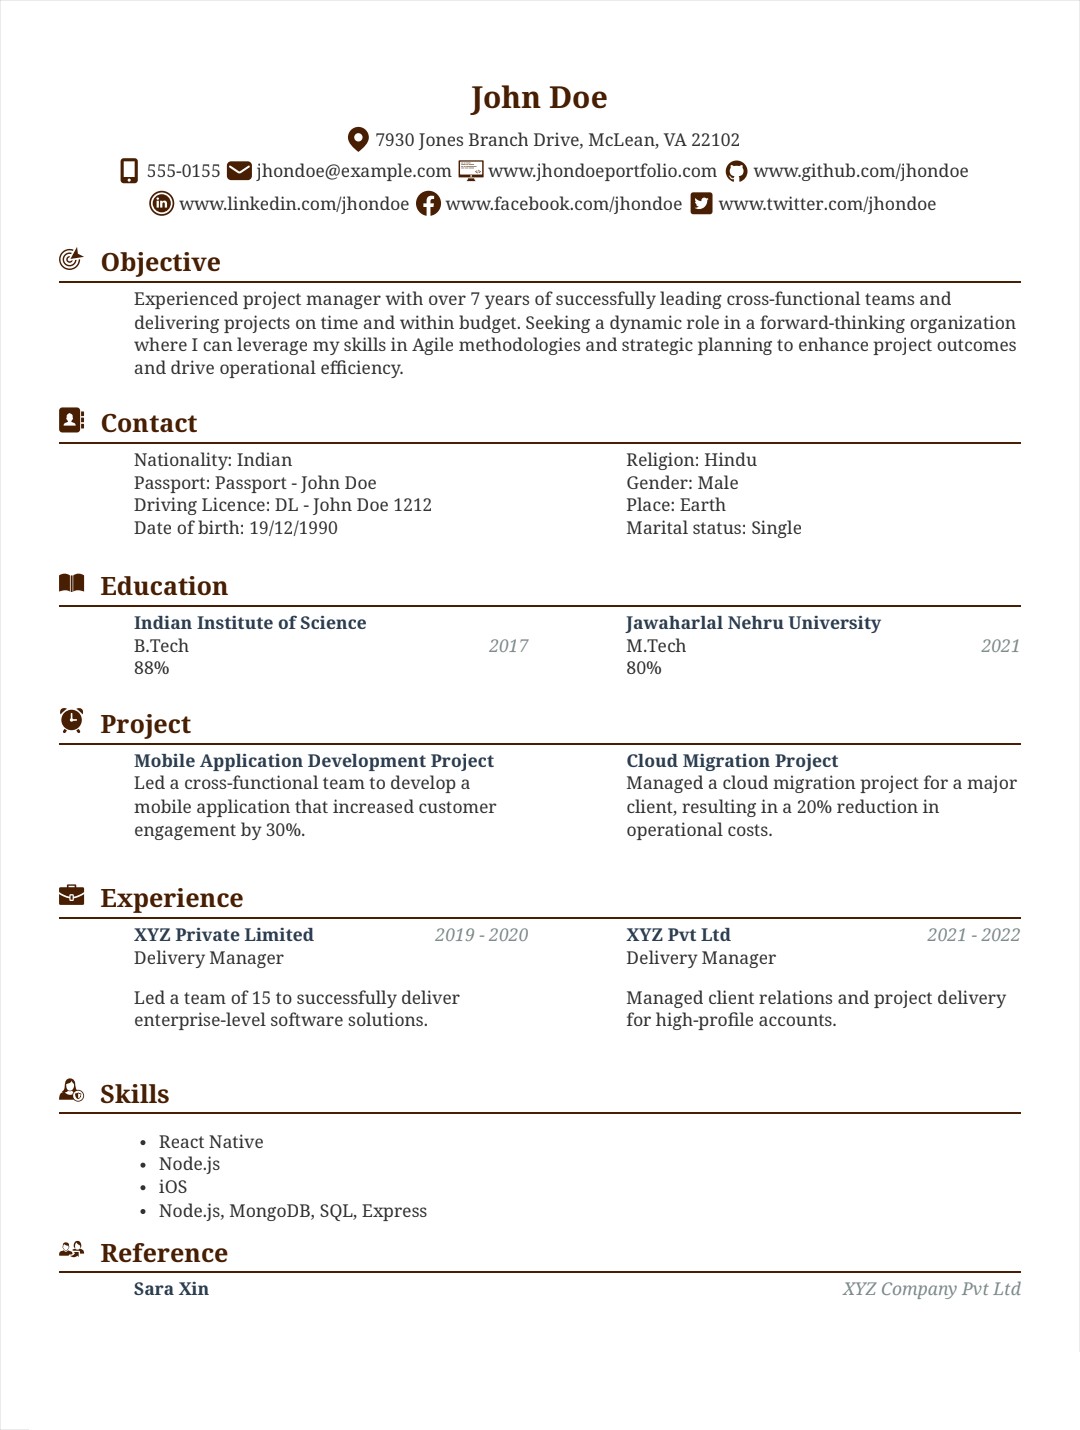 John Doe
7930 Jones Branch Drive, McLean, VA 22102
555-0155 jhondoe@example.com www.jhondoeportfolio.com www.github.com/jhondoe
www.linkedin.com/jhondoe www.facebook.com/jhondoe www.twitter.com/jhondoe
Objective
Experienced project manager with over 7 years of successfully leading cross-functional teams and
delivering projects on time and within budget. Seeking a dynamic role in a forward-thinking organization
where I can leverage my skills in Agile methodologies and strategic planning to enhance project outcomes
and drive operational efficiency.
Contact
Nationality: Indian
Passport: Passport - John Doe
Driving Licence: DL - John Doe 1212
Date of birth: 19/12/1990
Religion: Hindu
Gender: Male
Place: Earth
Marital status: Single
Education
Indian Institute of Science
B.Tech 2017
88%
Jawaharlal Nehru University
M.Tech 2021
80%
Project
Mobile Application Development Project
Led a cross-functional team to develop a
mobile application that increased customer
engagement by 30%.
Cloud Migration Project
Managed a cloud migration project for a major
client, resulting in a 20% reduction in
operational costs.
Experience
XYZ Private Limited 2019 - 2020
Delivery Manager
Led a team of 15 to successfully deliver
enterprise-level software solutions.
XYZ Pvt Ltd 2021 - 2022
Delivery Manager
Managed client relations and project delivery
for high-profile accounts.
Skills
• React Native
• Node.js
• iOS
• Node.js, MongoDB, SQL, Express
Reference
Sara Xin XYZ Company Pvt Ltd